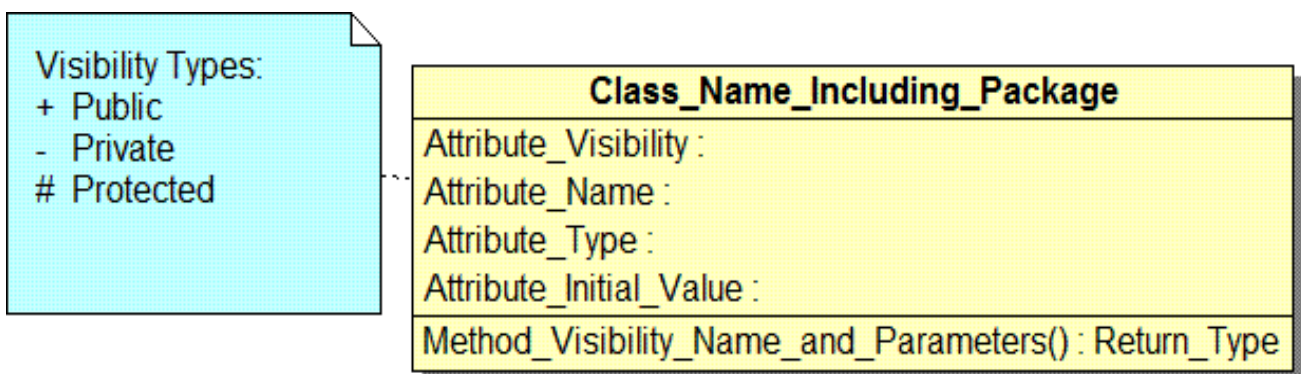 Visibility Types:
+ Public
- Private
# Protected
Class_Name_Including_Package
Attribute_Visibility :
Attribute_Name :
Attribute_Type :
Attribute_Initial_Value :
Method_Visibility_Name_and_Parameters() : Return_Type